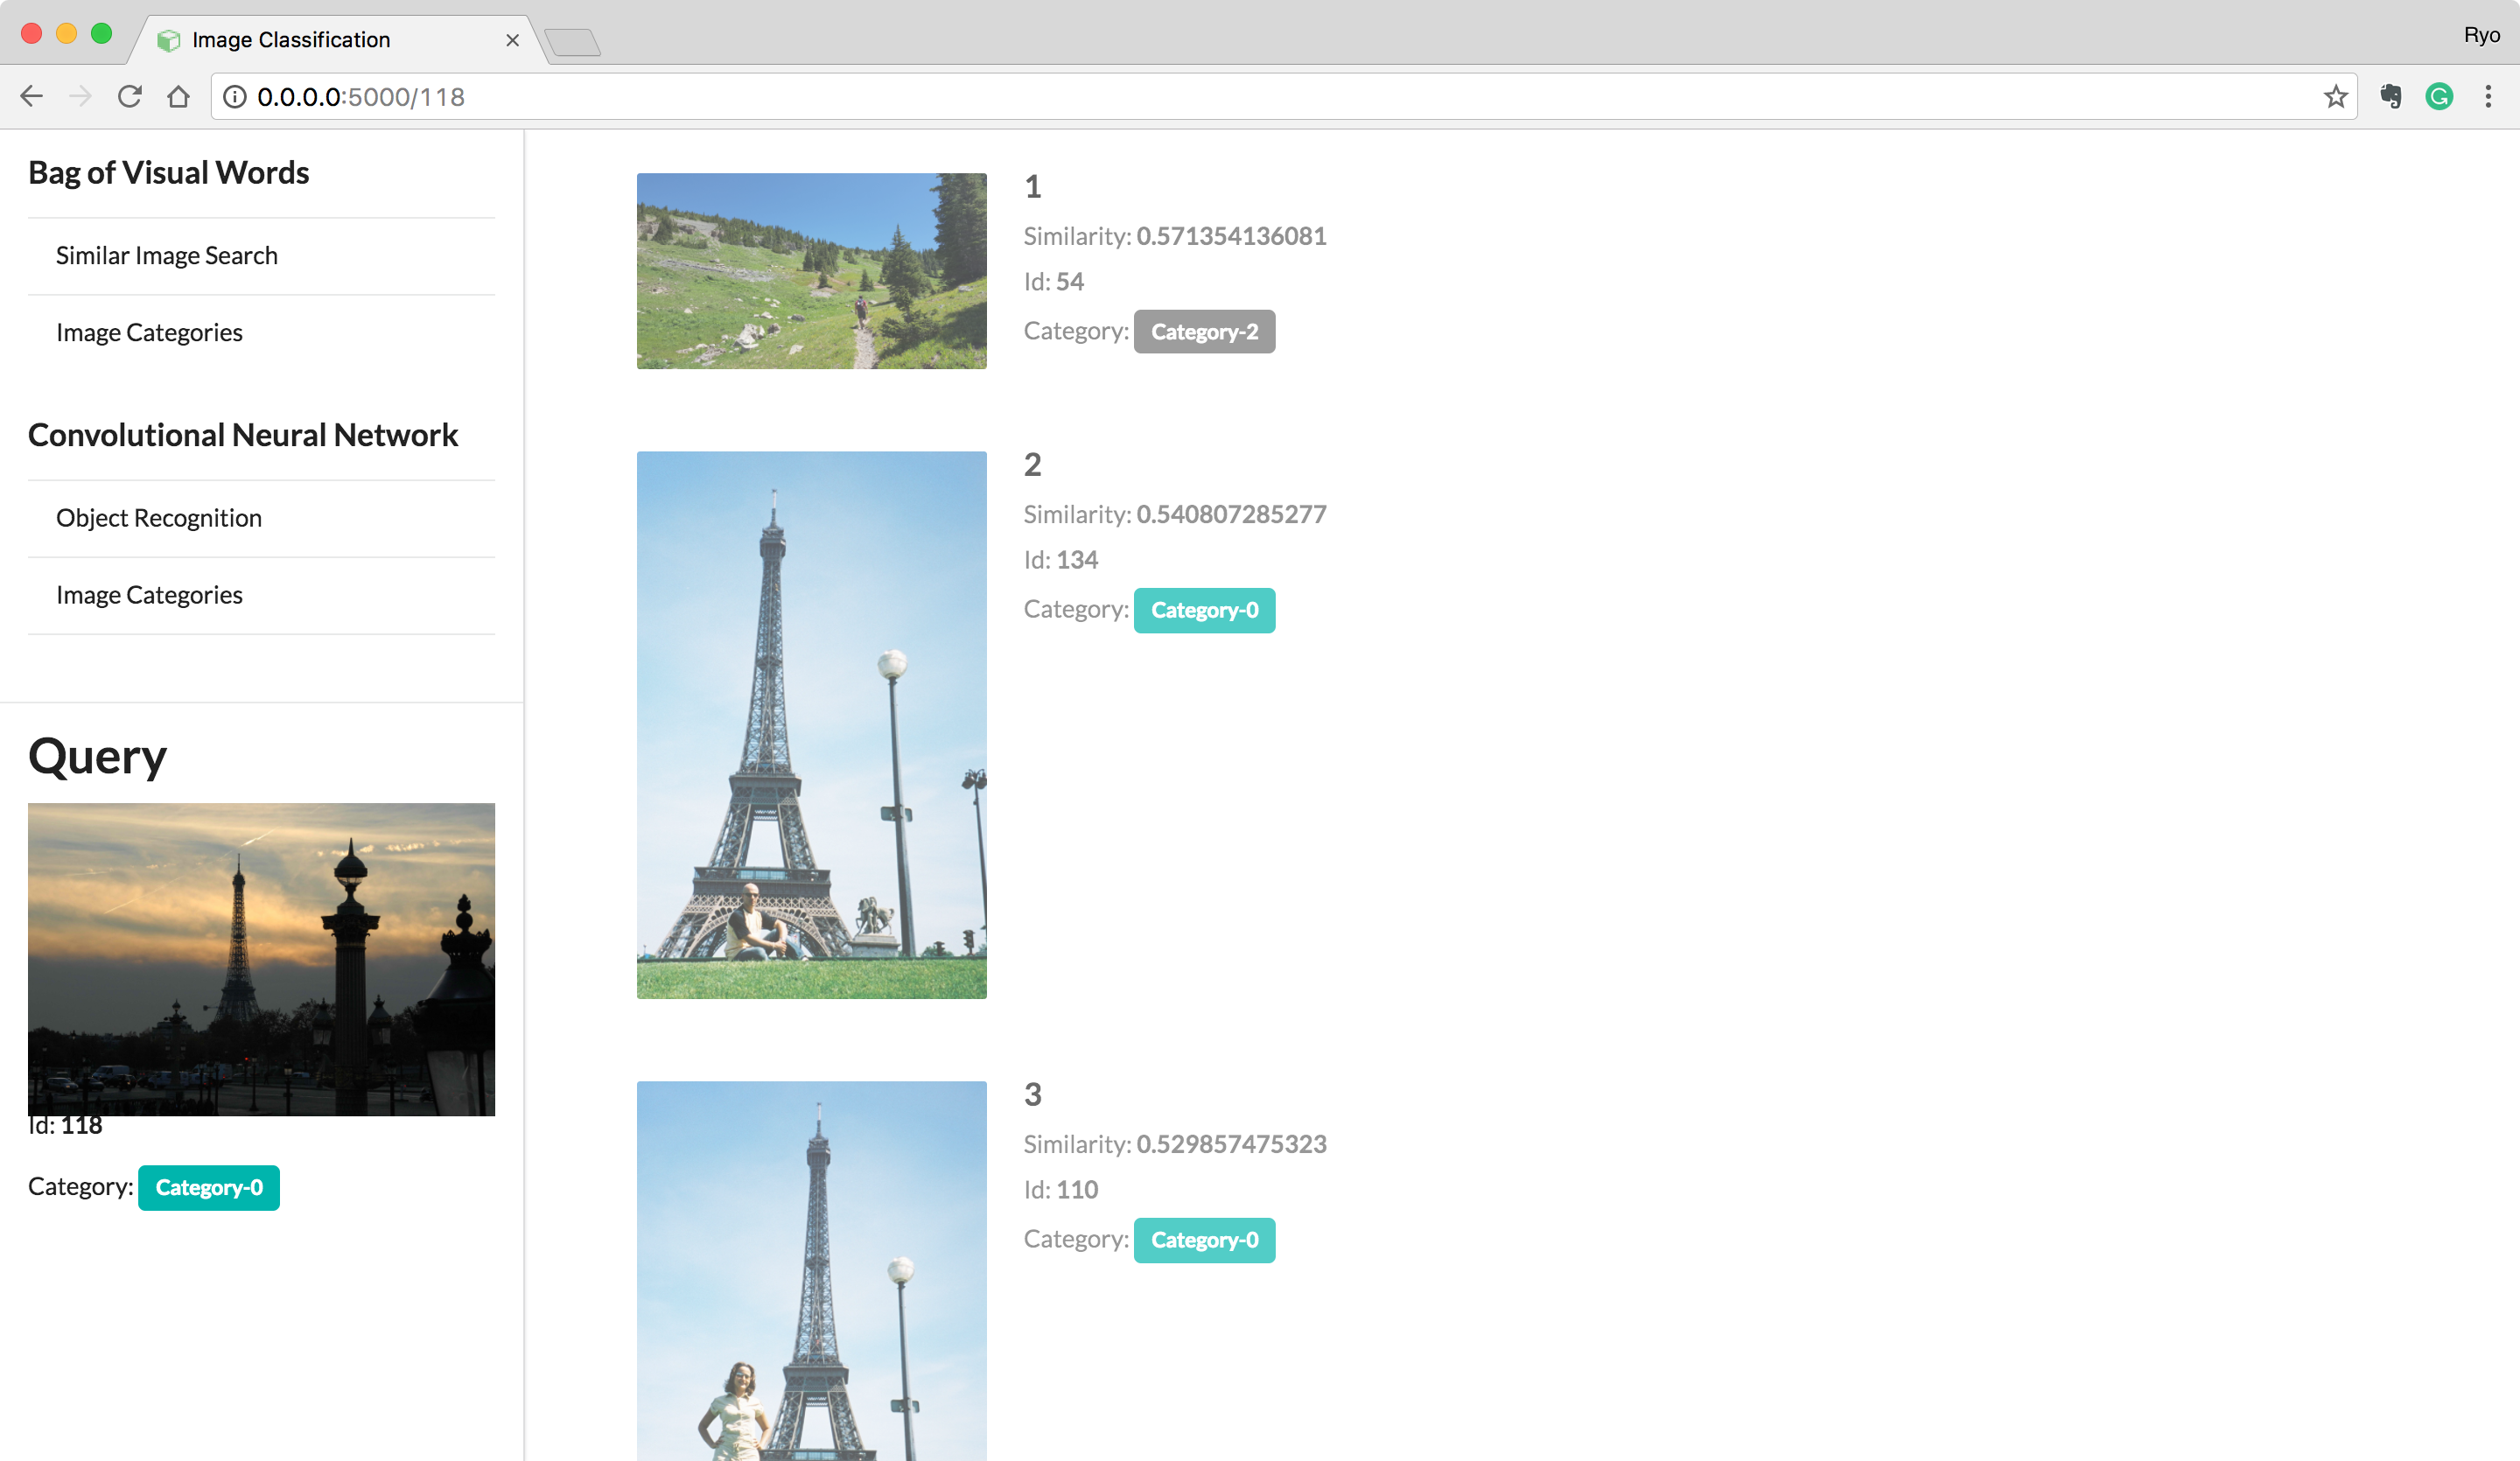 Image Classification
Ryo
0.0.0.0:5000/118
Bag of Visual Words
Similar Image Search
Image Categories
Convolutional Neural Network
Object Recognition
Image Categories
Query
Id: 118
Category: Category-0
1
Similarity: 0.571354136081
Id: 54
Category: Category-2
2
Similarity: 0.540807285277
Id: 134
Category: Category-0
3
Similarity: 0.529857475323
Id: 110
Category: Category-0